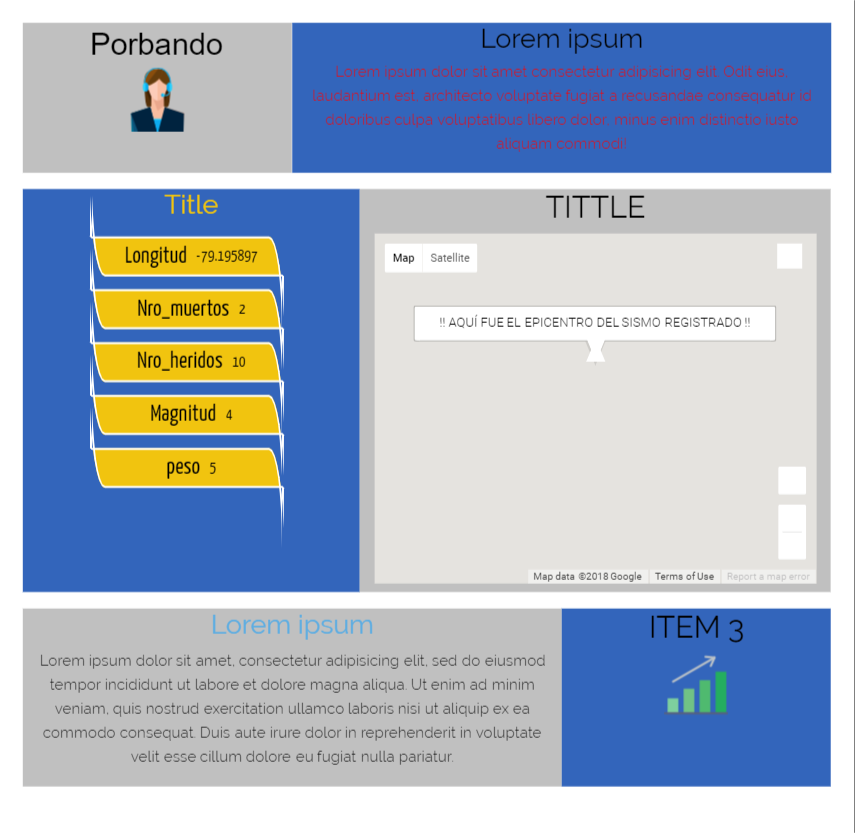 Porbando
Lorem ipsum
Lorem ipsum dolor sit amet consectetur adipisicing elit. Odit eius,
laudantium est, architecto voluptate fugiat a recusandae consequatur id
doloribus culpa voluptatibus libero dolor, minus enim distinctio iusto
aliquam commodi!
Title
Longitud -79.195897
Nro_muertos 2
Nro_heridos 10
Magnitud 4
peso 5
TITTLE
Map Satellite
!! AQUÍ FUE EL EPICENTRO DEL SISMO REGISTRADO !!
Map data ©2018 Google Terms of Use Report a map error
Lorem ipsum
Lorem ipsum dolor sit amet, consectetur adipisicing elit, sed do eiusmod
tempor incididunt ut labore et dolore magna aliqua. Ut enim ad minim
veniam, quis nostrud exercitation ullamco laboris nisi ut aliquip ex ea
commodo consequat. Duis aute irure dolor in reprehenderit in voluptate
velit esse cillum dolore eu fugiat nulla pariatur.
ITEM 3